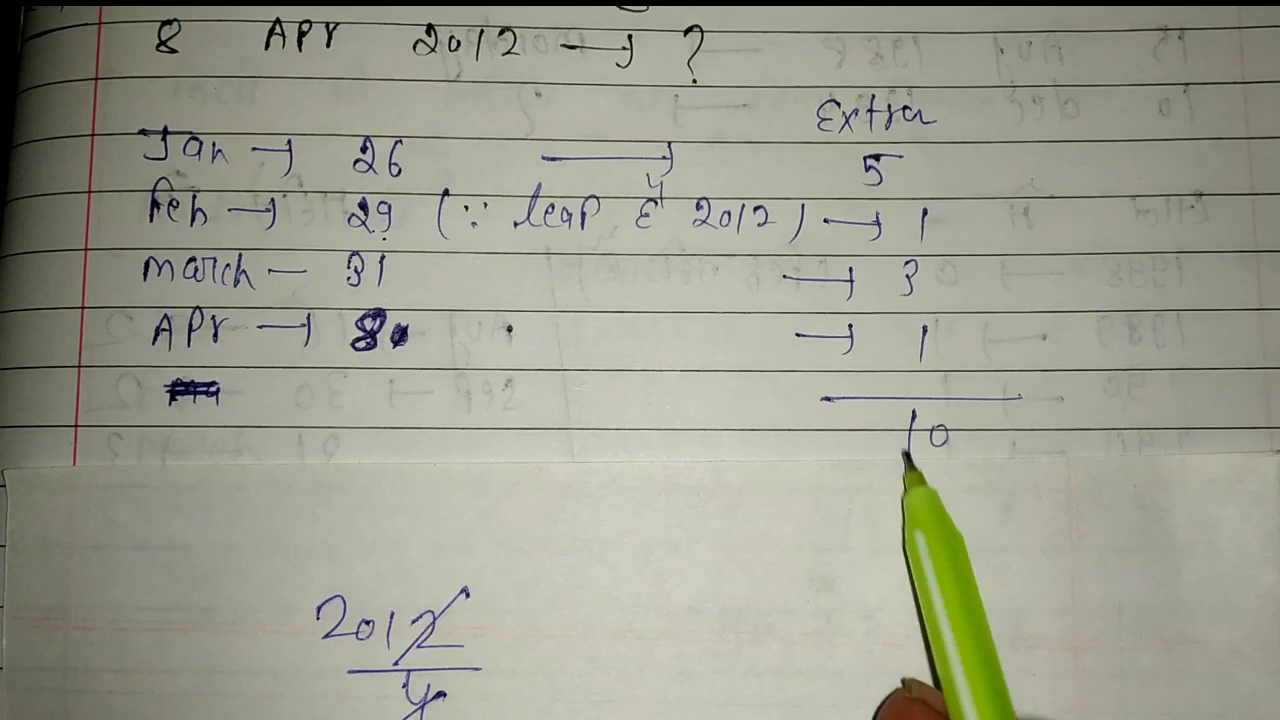 8 APr 2012 → ?
Extra
Jan → 26 → 5
Feb → 29 (∵ leap 2012) → 1
March — 31 → 3
APr → 8 → 1
10
2012
4